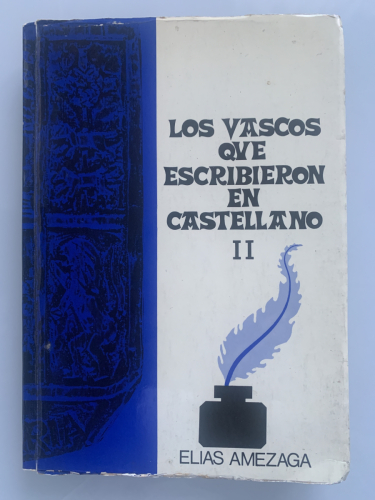 LOS VASCOS
QVE
ESCRIBIERON
EN
CASTELLANO
II
ELIAS AMEZAGA